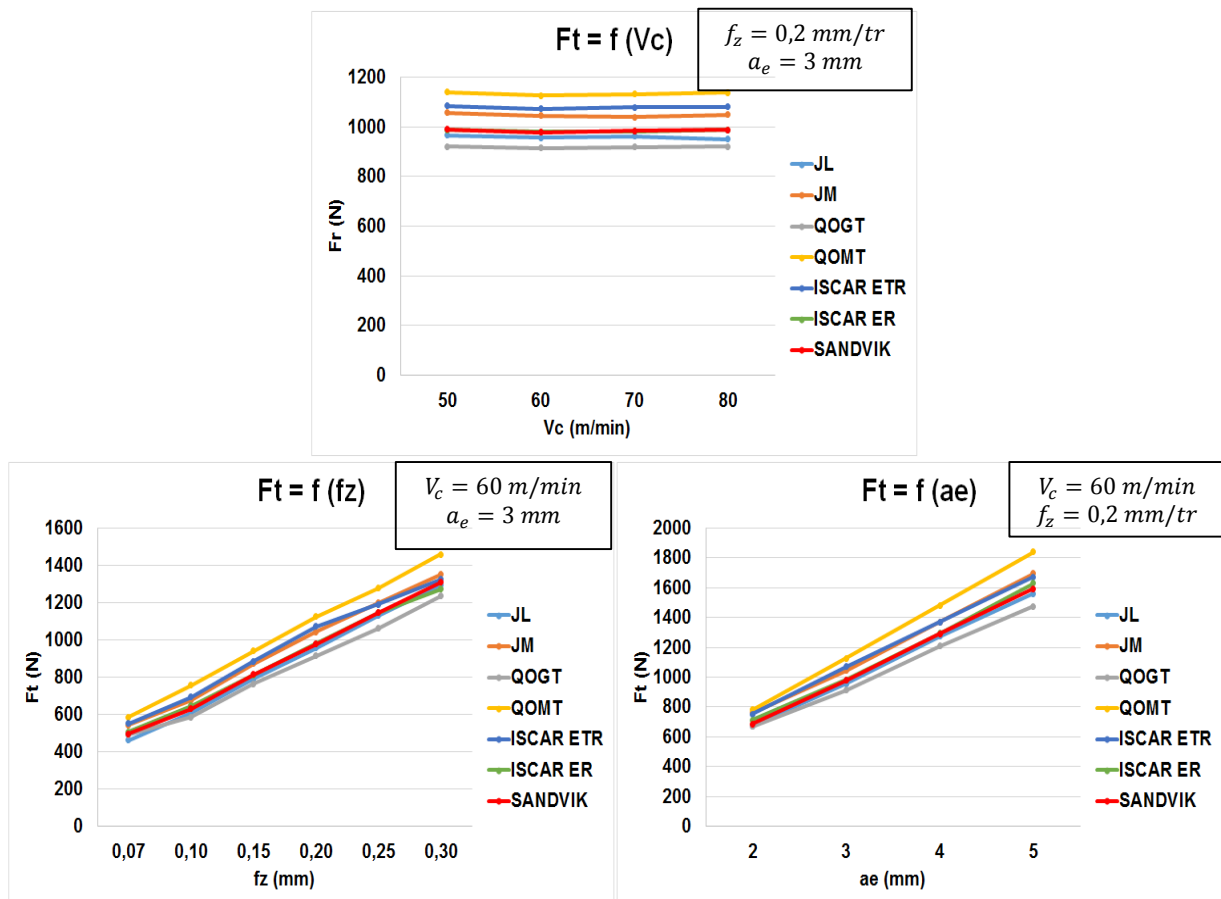 Ft = f (Vc)
f_z = 0,2 mm/tr
a_e = 3 mm
1200
1000
800
600
400
200
0
Fr (N)
50 60 70 80
Vc (m/min)
JL
JM
QOGT
QOMT
ISCAR ETR
ISCAR ER
SANDVIK
Ft = f (fz)
V_c = 60 m/min
a_e = 3 mm
1600
1400
1200
1000
800
600
400
200
0
Ft (N)
0,07 0,10 0,15 0,20 0,25 0,30
fz (mm)
JL
JM
QOGT
QOMT
ISCAR ETR
ISCAR ER
SANDVIK
Ft = f (ae)
V_c = 60 m/min
f_z = 0,2 mm/tr
2000
1800
1600
1400
1200
1000
800
600
400
200
0
Ft (N)
2 3 4 5
ae (mm)
JL
JM
QOGT
QOMT
ISCAR ETR
ISCAR ER
SANDVIK